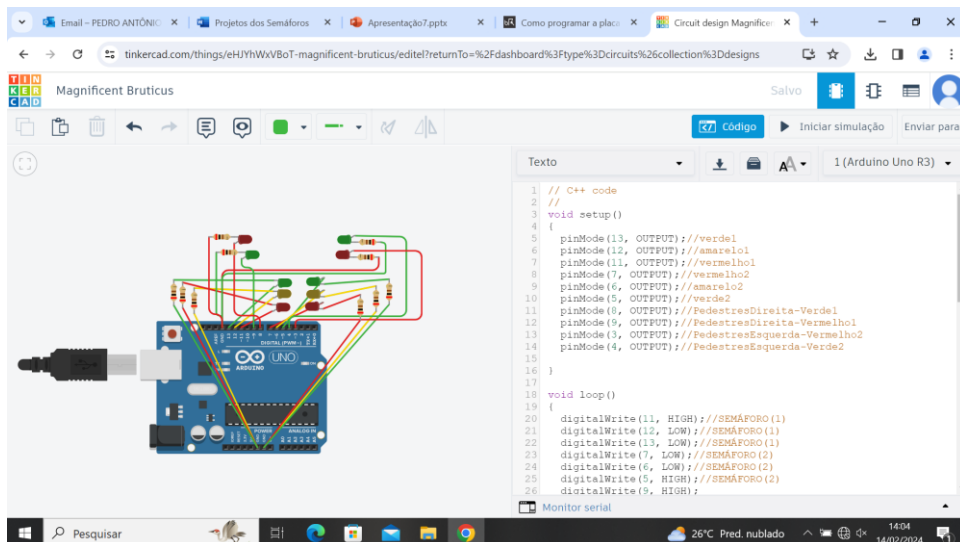 Email – PEDRO ANTÔNIO
Projetos dos Semáforos
Apresentação7.pptx
Como programar a placa
Circuit design Magnificen
tinkercad.com/things/eHJYhWxVBoT-magnificent-bruticus/editel?returnTo=%2Fdashboard%3Ftype%3Dcircuits%26collection%3Ddesigns
TIN
KER
CAD
Magnificent Bruticus
Salvo
Código
Iniciar simulação
Enviar para
Texto
AA
1 (Arduino Uno R3)
1 // C++ code
2 //
3 void setup()
4 {
5 pinMode(13, OUTPUT);//verde1
6 pinMode(12, OUTPUT);//amarelo1
7 pinMode(11, OUTPUT);//vermelho1
8 pinMode(7, OUTPUT);//vermelho2
9 pinMode(6, OUTPUT);//amarelo2
10 pinMode(5, OUTPUT);//verde2
11 pinMode(8, OUTPUT);//PedestresDireita-Verde1
12 pinMode(9, OUTPUT);//PedestresDireita-Vermelho1
13 pinMode(3, OUTPUT);//PedestresEsquerda-Vermelho2
14 pinMode(4, OUTPUT);//PedestresEsquerda-Verde2
15
16 }
17
18 void loop()
19 {
20 digitalWrite(11, HIGH);//SEMÁFORO(1)
21 digitalWrite(12, LOW);//SEMÁFORO(1)
22 digitalWrite(13, LOW);//SEMÁFORO(1)
23 digitalWrite(7, LOW);//SEMÁFORO(2)
24 digitalWrite(6, LOW);//SEMÁFORO(2)
25 digitalWrite(5, HIGH);//SEMÁFORO(2)
26 digitalWrite(9, HIGH);
DIGITAL (PWM~)
UNO
ARDUINO
POWER
ANALOG IN
Monitor serial
Pesquisar
26°C Pred. nublado
14:04
14/02/2024